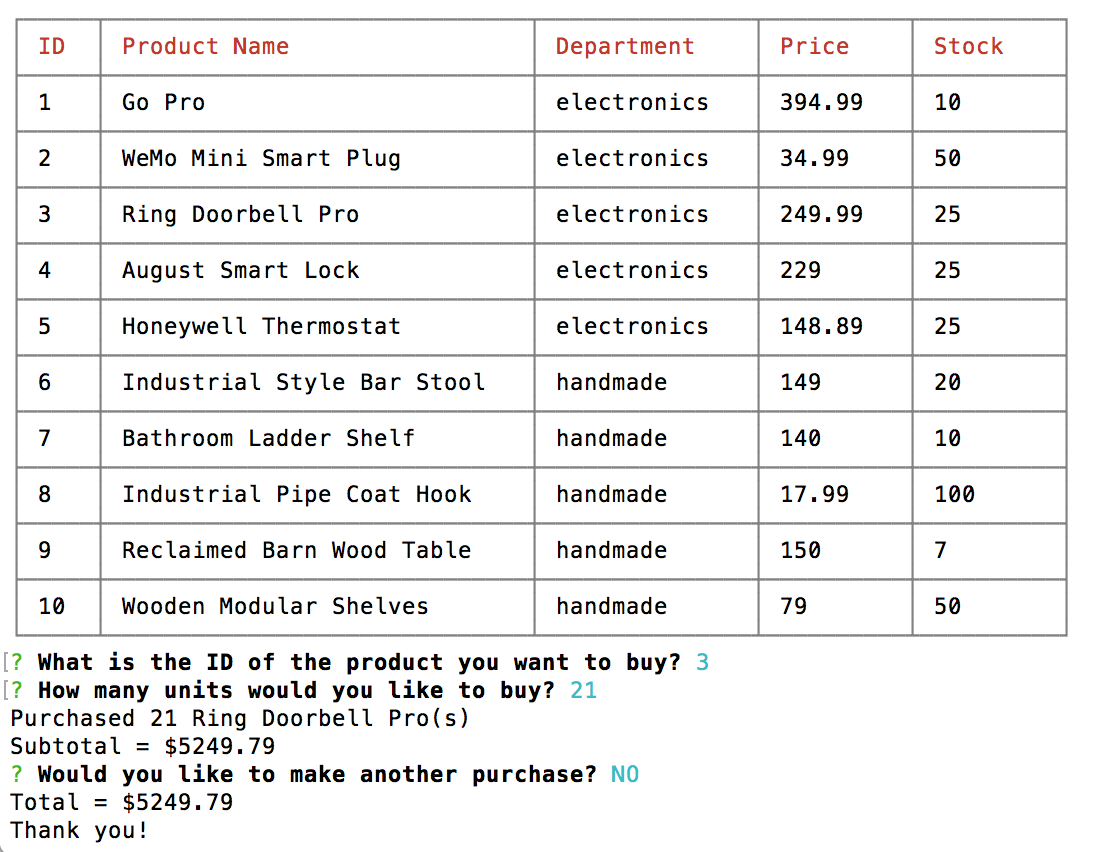 ID Product Name Department Price Stock
1 Go Pro electronics 394.99 10
2 WeMo Mini Smart Plug electronics 34.99 50
3 Ring Doorbell Pro electronics 249.99 25
4 August Smart Lock electronics 229 25
5 Honeywell Thermostat electronics 148.89 25
6 Industrial Style Bar Stool handmade 149 20
7 Bathroom Ladder Shelf handmade 140 10
8 Industrial Pipe Coat Hook handmade 17.99 100
9 Reclaimed Barn Wood Table handmade 150 7
10 Wooden Modular Shelves handmade 79 50
[? What is the ID of the product you want to buy? 3
[? How many units would you like to buy? 21
Purchased 21 Ring Doorbell Pro(s)
Subtotal = $5249.79
? Would you like to make another purchase? NO
Total = $5249.79
Thank you!